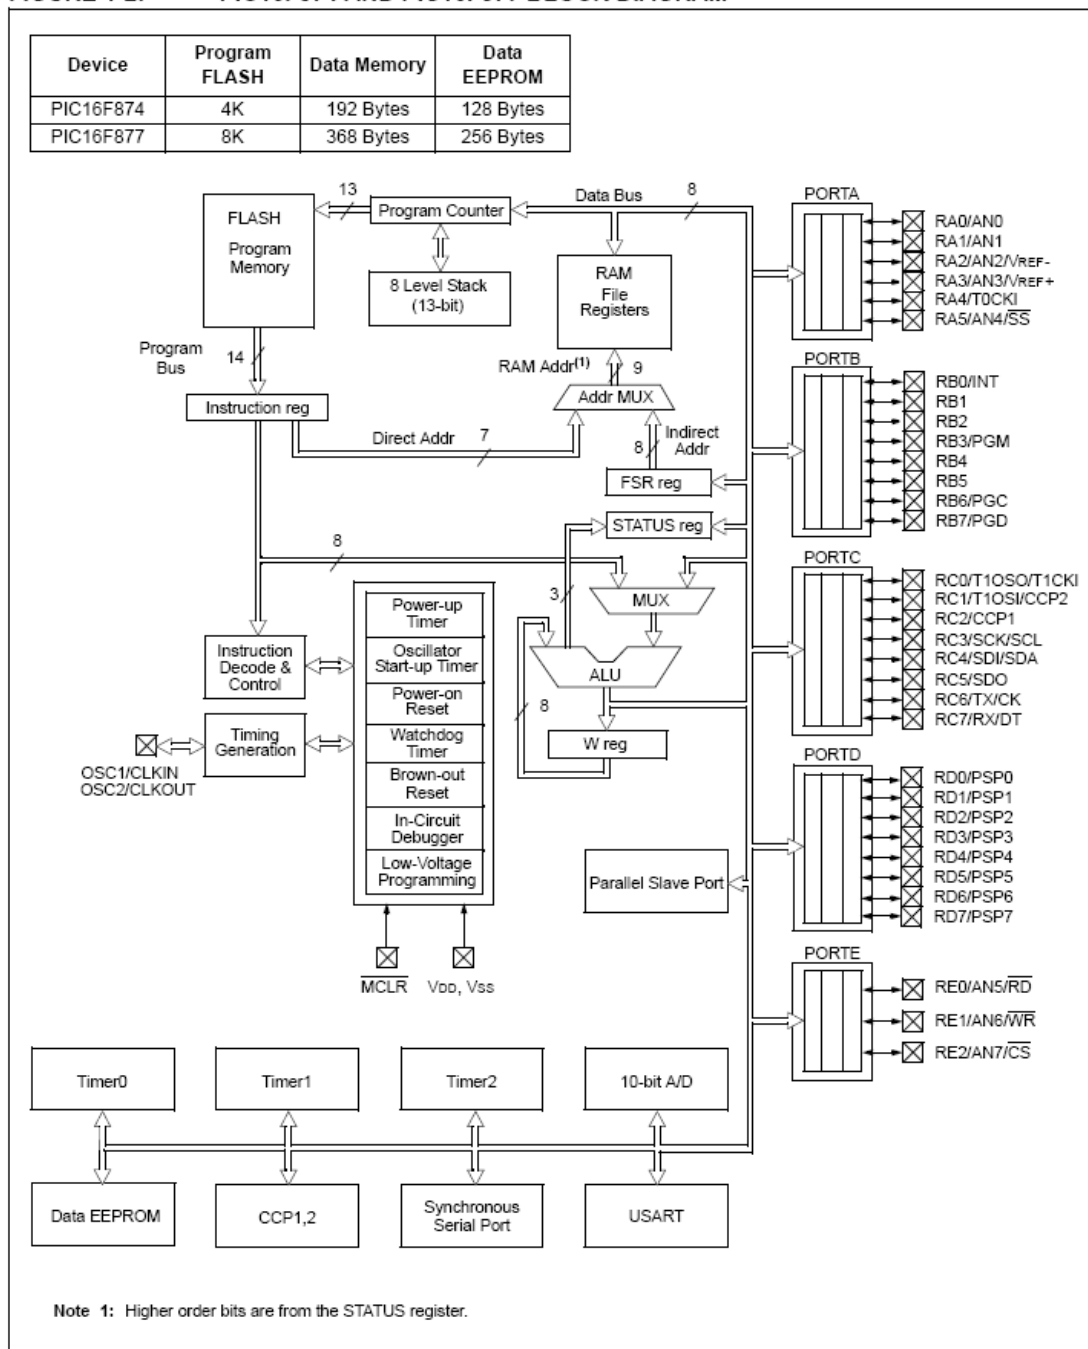 Device Program FLASH Data Memory Data EEPROM
PIC16F874 4K 192 Bytes 128 Bytes
PIC16F877 8K 368 Bytes 256 Bytes
FLASH
Program
Memory
13
Program Counter
Data Bus
8
8 Level Stack
(13-bit)
RAM
File
Registers
Program
Bus
14
RAM Addr(1)
9
Instruction reg
Addr MUX
Direct Addr
7
8
Indirect
Addr
FSR reg
STATUS reg
8
3
MUX
Instruction
Decode &
Control
Timing
Generation
OSC1/CLKIN
OSC2/CLKOUT
Power-up
Timer
Oscillator
Start-up Timer
Power-on
Reset
Watchdog
Timer
Brown-out
Reset
In-Circuit
Debugger
Low-Voltage
Programming
MCLR
VDD, VSS
ALU
8
W reg
Parallel Slave Port
PORTA
RA0/AN0
RA1/AN1
RA2/AN2/VREF-
RA3/AN3/VREF+
RA4/T0CKI
RA5/AN4/SS
PORTB
RB0/INT
RB1
RB2
RB3/PGM
RB4
RB5
RB6/PGC
RB7/PGD
PORTC
RC0/T1OSO/T1CKI
RC1/T1OSI/CCP2
RC2/CCP1
RC3/SCK/SCL
RC4/SDI/SDA
RC5/SDO
RC6/TX/CK
RC7/RX/DT
PORTD
RD0/PSP0
RD1/PSP1
RD2/PSP2
RD3/PSP3
RD4/PSP4
RD5/PSP5
RD6/PSP6
RD7/PSP7
PORTE
RE0/AN5/RD
RE1/AN6/WR
RE2/AN7/CS
Timer0
Timer1
Timer2
10-bit A/D
Data EEPROM
CCP1,2
Synchronous
Serial Port
USART
Note 1: Higher order bits are from the STATUS register.